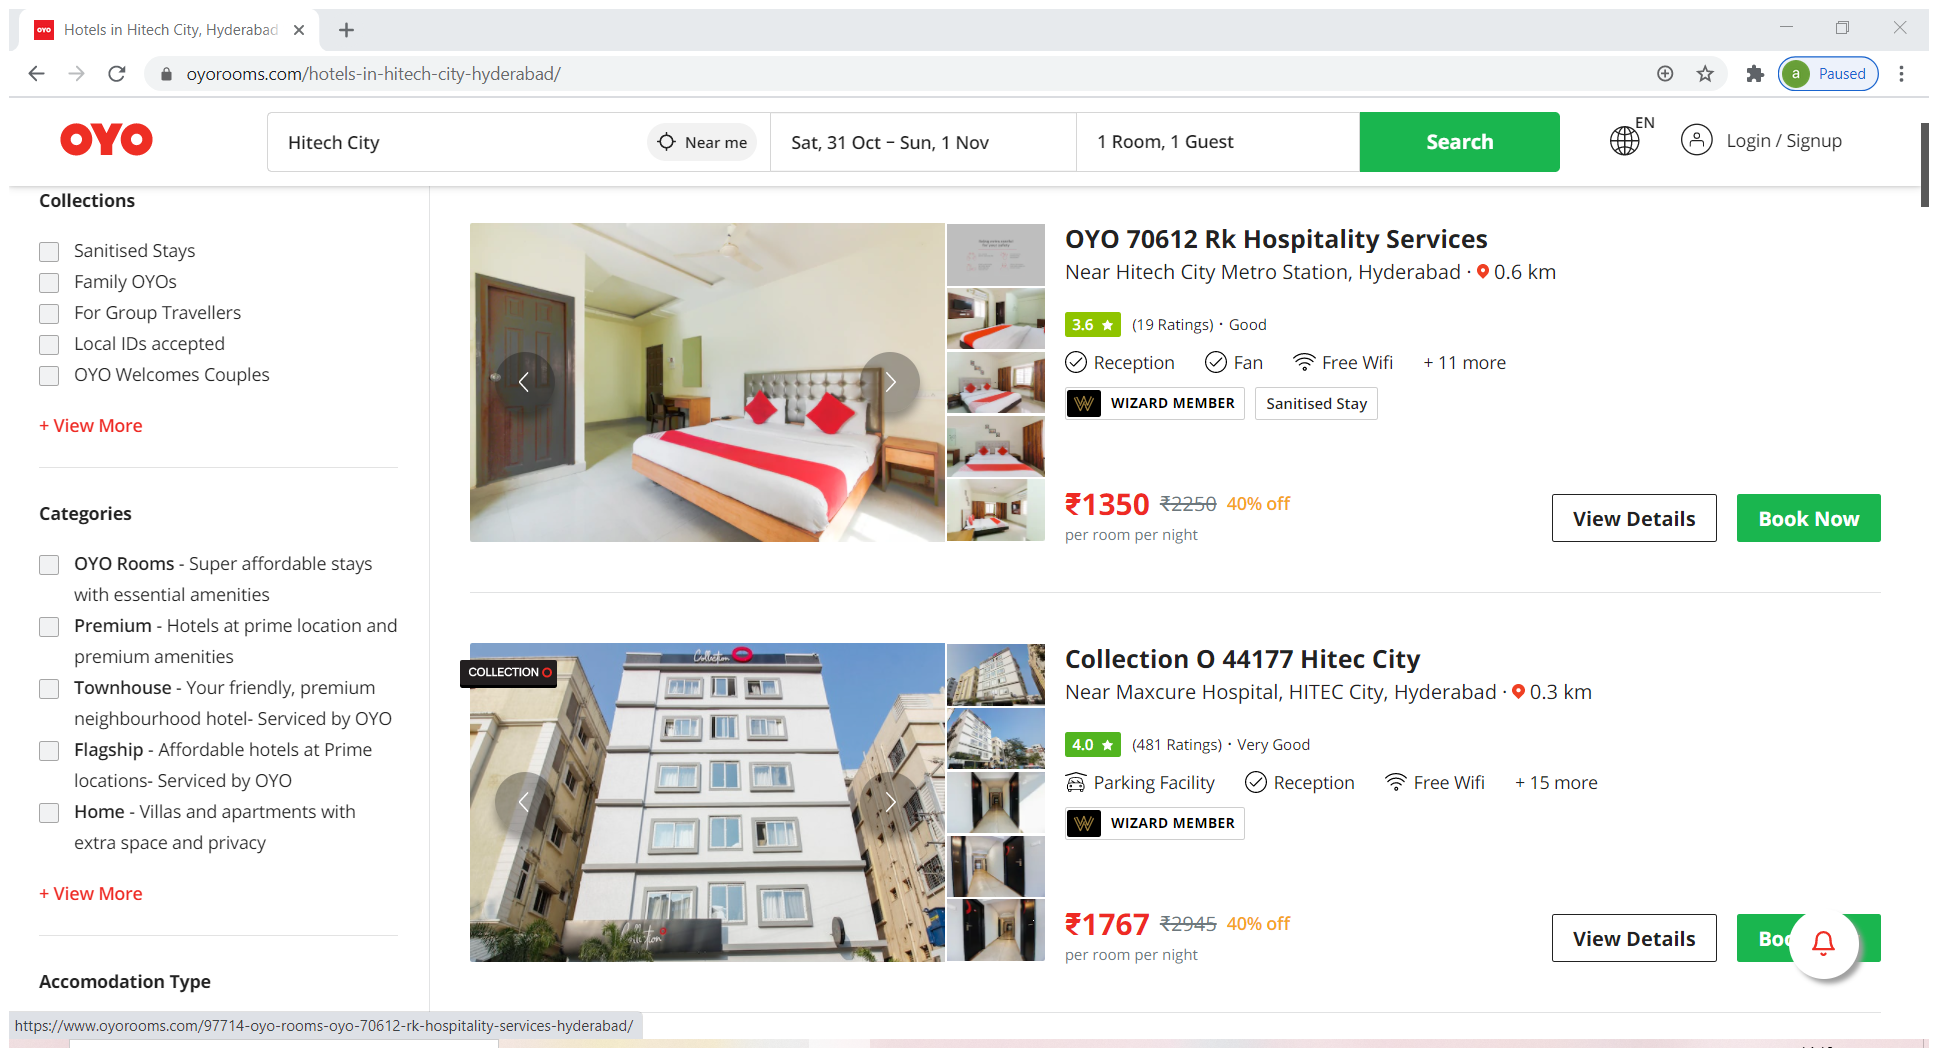 OYO Hotels in Hitech City, Hyderabad
oyorooms.com/hotels-in-hitech-city-hyderabad/
a Paused
OYO
Hitech City
Near me
Sat, 31 Oct – Sun, 1 Nov
1 Room, 1 Guest
Search
EN
Login / Signup
Collections
Sanitised Stays
Family OYOs
For Group Travellers
Local IDs accepted
OYO Welcomes Couples
+ View More
Categories
OYO Rooms - Super affordable stays
with essential amenities
Premium - Hotels at prime location and
premium amenities
Townhouse - Your friendly, premium
neighbourhood hotel- Serviced by OYO
Flagship - Affordable hotels at Prime
locations- Serviced by OYO
Home - Villas and apartments with
extra space and privacy
+ View More
Accomodation Type
OYO 70612 Rk Hospitality Services
Near Hitech City Metro Station, Hyderabad · 0.6 km
3.6 ★ (19 Ratings) · Good
Reception Fan Free Wifi + 11 more
W WIZARD MEMBER Sanitised Stay
₹1350 ₹2250 40% off
per room per night
View Details
Book Now
COLLECTION O
Collection O
Collection
Collection O 44177 Hitec City
Near Maxcure Hospital, HITEC City, Hyderabad · 0.3 km
4.0 ★ (481 Ratings) · Very Good
Parking Facility Reception Free Wifi + 15 more
W WIZARD MEMBER
₹1767 ₹2945 40% off
per room per night
View Details
https://www.oyorooms.com/97714-oyo-rooms-oyo-70612-rk-hospitality-services-hyderabad/